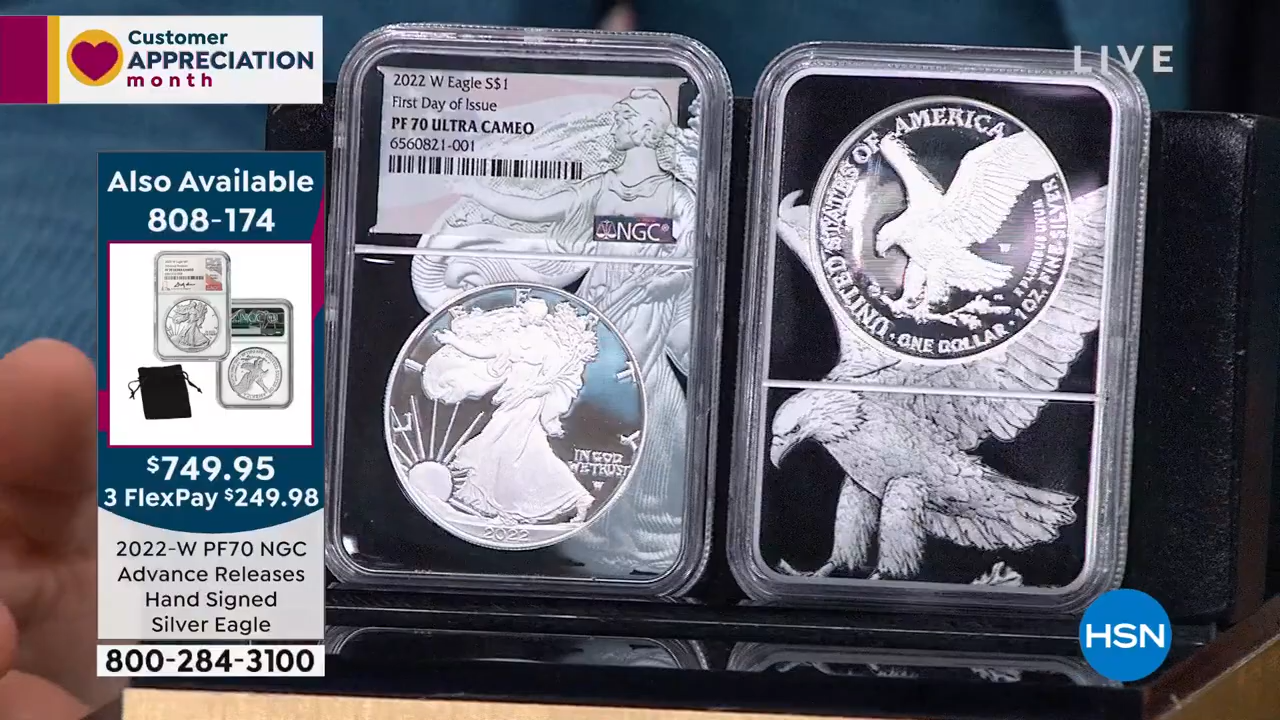 Customer
APPRECIATION
month
LIVE
Also Available
808-174
$749.95
3 FlexPay $249.98
2022-W PF70 NGC
Advance Releases
Hand Signed
Silver Eagle
800-284-3100
2022 W Eagle S$1
First Day of Issue
PF 70 ULTRA CAMEO
6560821-001
NGC
IN GOD
WE TRUST
W
2022
UNITED STATES OF AMERICA
1 OZ. FINE SILVER
ONE DOLLAR
E PLURIBUS UNUM
W
HSN